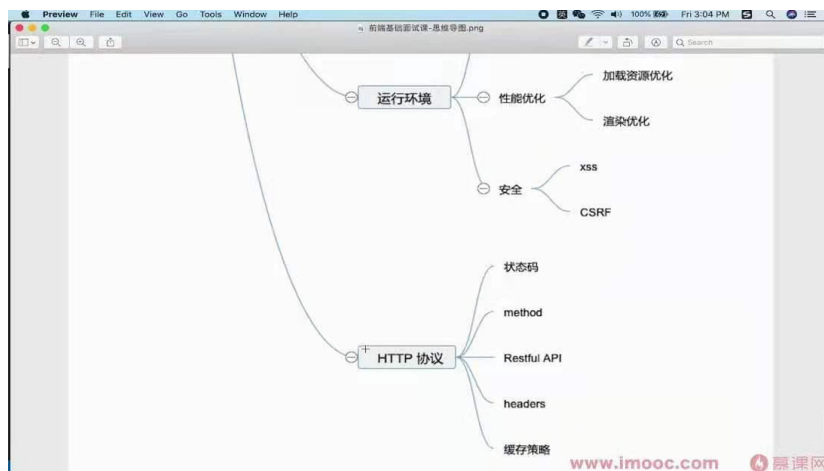 Preview File Edit View Go Tools Window Help
100% Fri 3:04 PM
前端基础面试课-思维导图.png
Search
加载资源优化
运行环境
性能优化
渲染优化
xss
安全
CSRF
状态码
method
HTTP 协议
Restful API
headers
缓存策略
www.imooc.com 慕课网